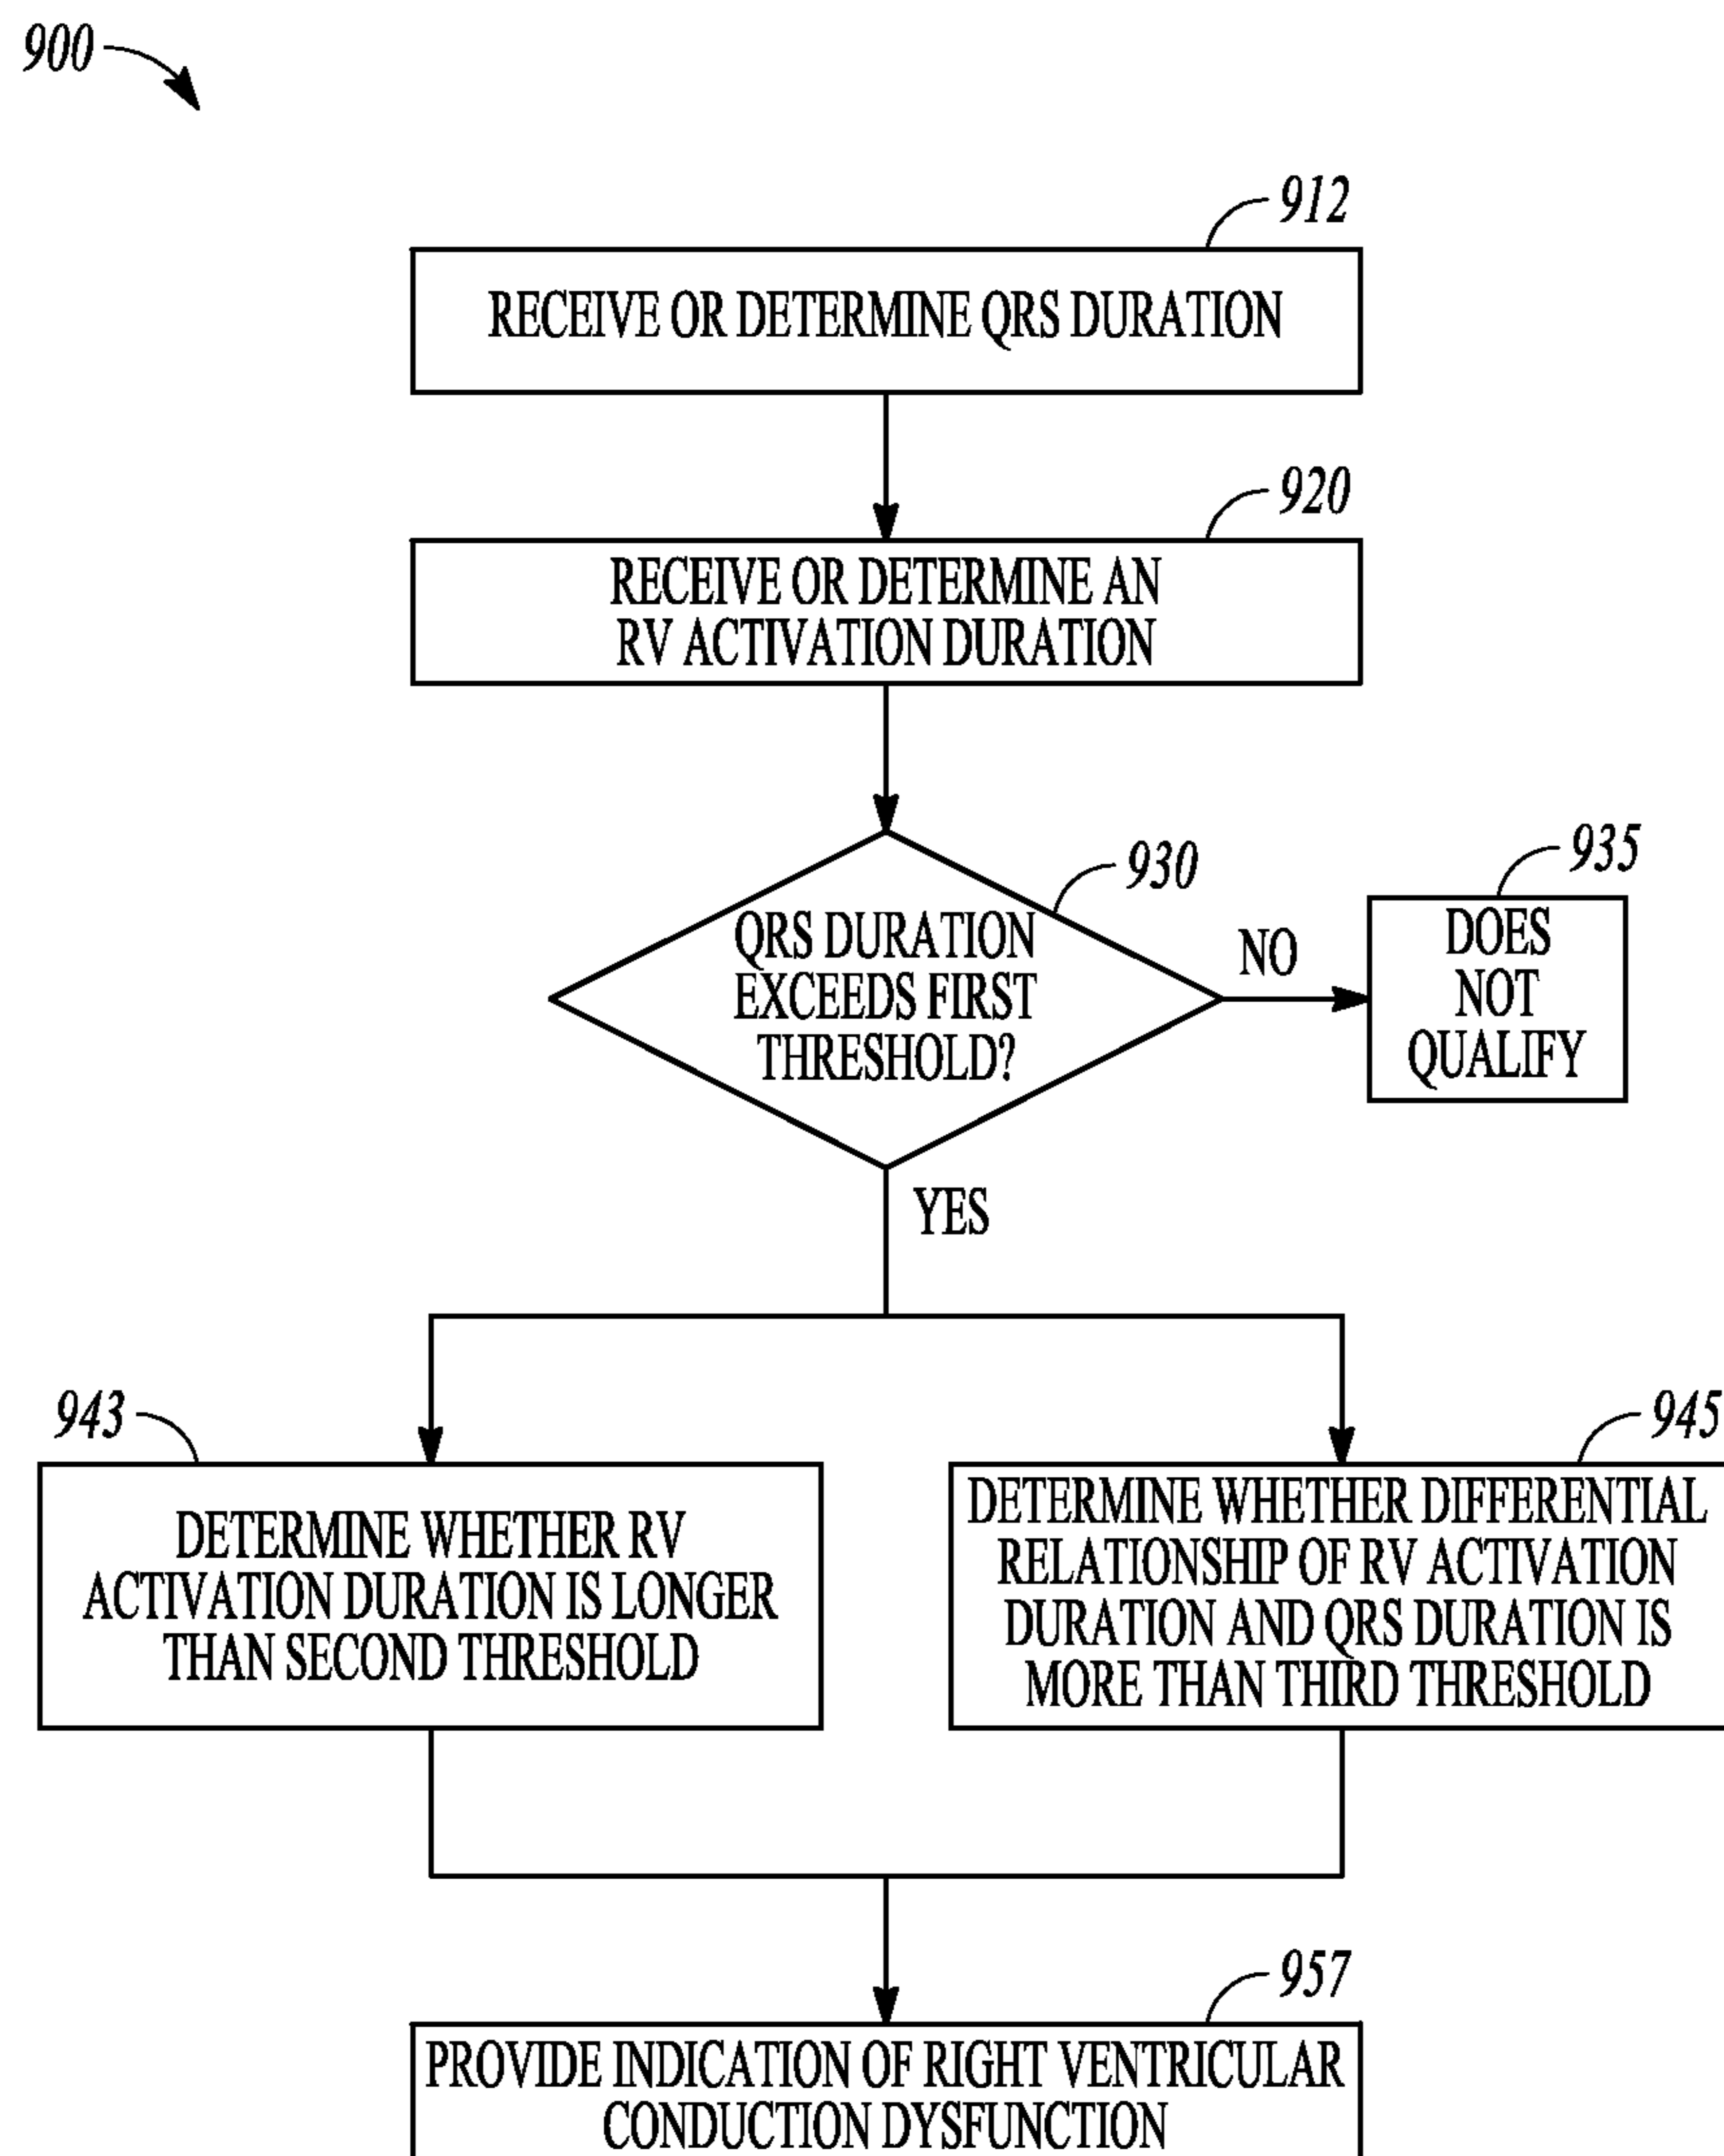 900
912
RECEIVE OR DETERMINE QRS DURATION
920
RECEIVE OR DETERMINE AN
RV ACTIVATION DURATION
930
QRS DURATION
EXCEEDS FIRST
THRESHOLD?
NO
935
DOES
NOT
QUALIFY
YES
943
DETERMINE WHETHER RV
ACTIVATION DURATION IS LONGER
THAN SECOND THRESHOLD
945
DETERMINE WHETHER DIFFERENTIAL
RELATIONSHIP OF RV ACTIVATION
DURATION AND QRS DURATION IS
MORE THAN THIRD THRESHOLD
957
PROVIDE INDICATION OF RIGHT VENTRICULAR
CONDUCTION DYSFUNCTION